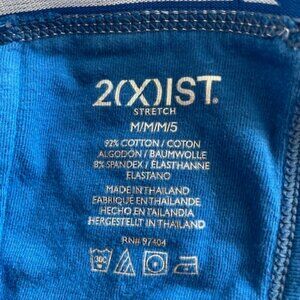 2(X)IST®
STRETCH
M/M/M/5
92% COTTON / COTON
ALGODÓN / BAUMWOLLE
8% SPANDEX / ÉLASTHANNE
ELASTANO
MADE IN THAILAND
FABRIQUÉ EN THAÏLANDE
HECHO EN TAILANDIA
HERGESTELLT IN THAILAND
RN# 97404